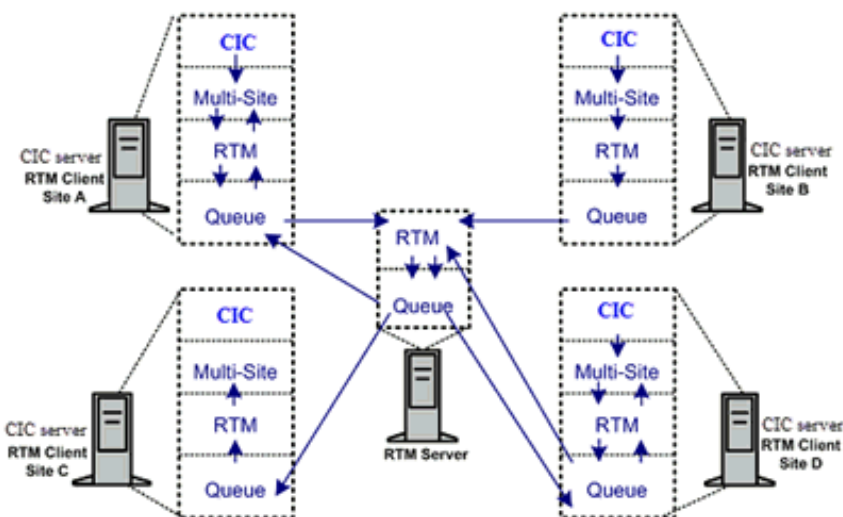 CIC
Multi-Site
RTM
Queue
CIC server
RTM Client
Site A
CIC
Multi-Site
RTM
Queue
CIC server
RTM Client
Site B
RTM
Queue
RTM Server
CIC
Multi-Site
RTM
Queue
CIC server
RTM Client
Site C
CIC
Multi-Site
RTM
Queue
CIC server
RTM Client
Site D